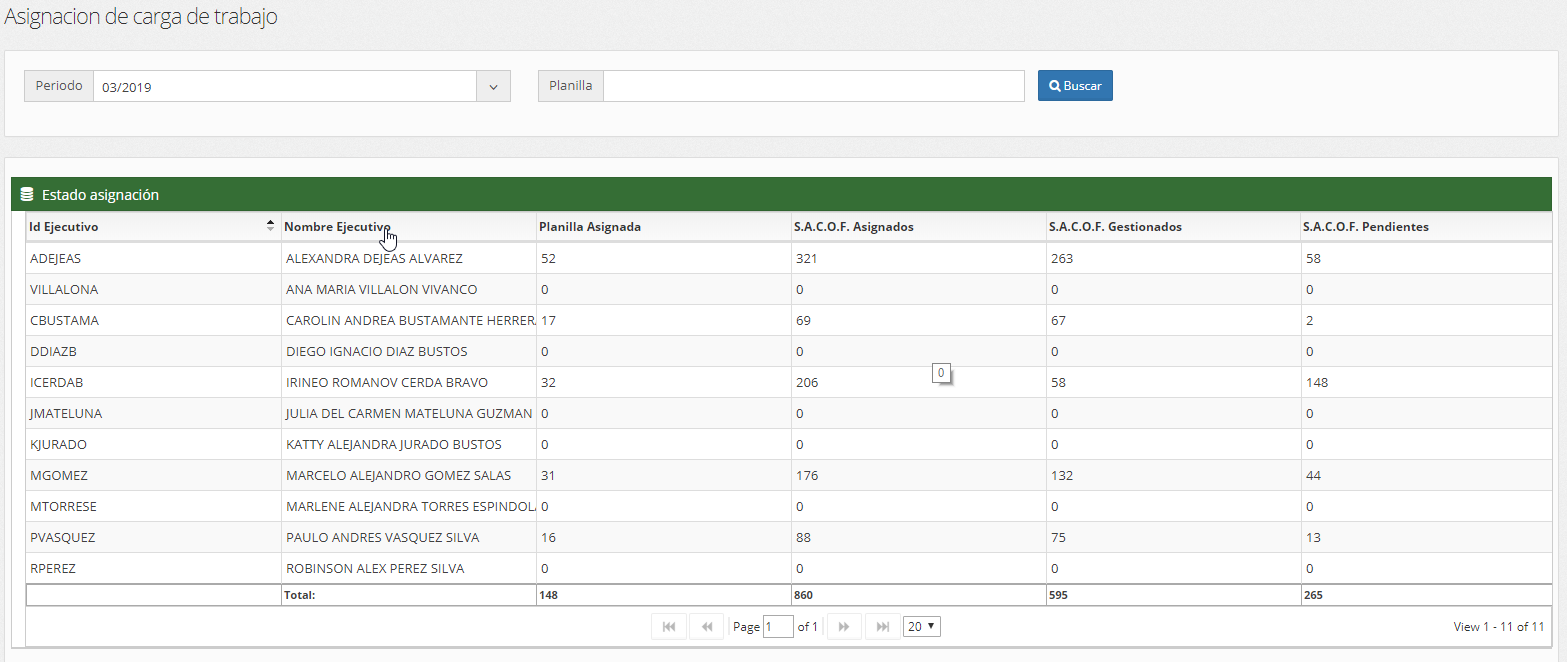 Asignacion de carga de trabajo
Periodo 03/2019 Planilla Buscar
Estado asignación
Id Ejecutivo Nombre Ejecutivo Planilla Asignada S.A.C.O.F. Asignados S.A.C.O.F. Gestionados S.A.C.O.F. Pendientes
ADEJEAS ALEXANDRA DEJEAS ALVAREZ 52 321 263 58
VILLALONA ANA MARIA VILLALON VIVANCO 0 0 0 0
CBUSTAMA CAROLIN ANDREA BUSTAMANTE HERRER 17 69 67 2
DDIAZB DIEGO IGNACIO DIAZ BUSTOS 0 0 0 0
0
ICERDAB IRINEO ROMANOV CERDA BRAVO 32 206 58 148
JMATELUNA JULIA DEL CARMEN MATELUNA GUZMAN 0 0 0 0
KJURADO KATTY ALEJANDRA JURADO BUSTOS 0 0 0 0
MGOMEZ MARCELO ALEJANDRO GOMEZ SALAS 31 176 132 44
MTORRESE MARLENE ALEJANDRA TORRES ESPINDOL 0 0 0 0
PVASQUEZ PAULO ANDRES VASQUEZ SILVA 16 88 75 13
RPEREZ ROBINSON ALEX PEREZ SILVA 0 0 0 0
Total: 148 860 595 265
Page 1 of 1 20 View 1 - 11 of 11